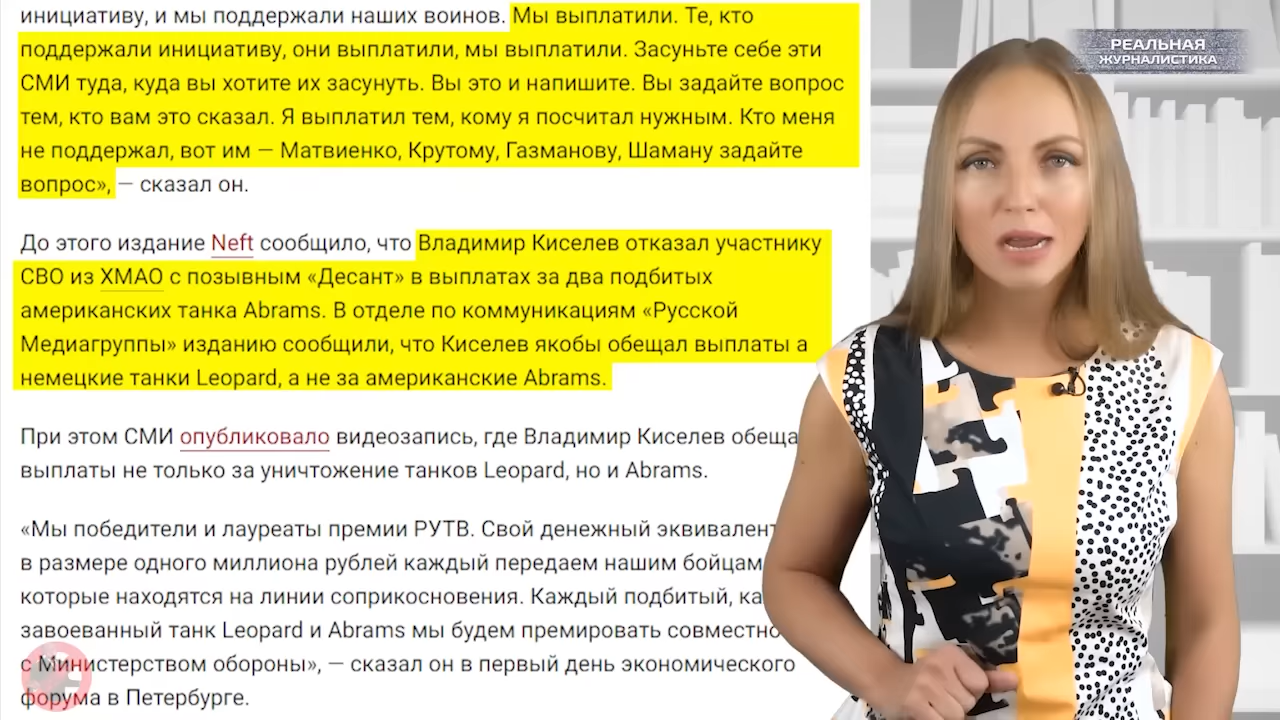 инициативу, и мы поддержали наших воинов. Мы выплатили. Те, кто
поддержали инициативу, они выплатили, мы выплатили. Засуньте себе эти
СМИ туда, куда вы хотите их засунуть. Вы это и напишите. Вы задайте вопрос
тем, кто вам это сказал. Я выплатил тем, кому я посчитал нужным. Кто меня
не поддержал, вот им — Матвиенко, Крутому, Газманову, Шаману задайте
вопрос», — сказал он.
До этого издание Neft сообщило, что Владимир Киселев отказал участнику
СВО из ХМАО с позывным «Десант» в выплатах за два подбитых
американских танка Abrams. В отделе по коммуникациям «Русской
Медиагруппы» изданию сообщили, что Киселев якобы обещал выплаты а
немецкие танки Leopard, а не за американские Abrams.
При этом СМИ опубликовало видеозапись, где Владимир Киселев обеща
выплаты не только за уничтожение танков Leopard, но и Abrams.
«Мы победители и лауреаты премии РУТВ. Свой денежный эквивалент
в размере одного миллиона рублей каждый передаем нашим бойцам
которые находятся на линии соприкосновения. Каждый подбитый, ка
завоеванный танк Leopard и Abrams мы будем премировать совместно
с Министерством обороны», — сказал он в первый день экономического
форума в Петербурге.
РЕАЛЬНАЯ
ЖУРНАЛИСТИКА